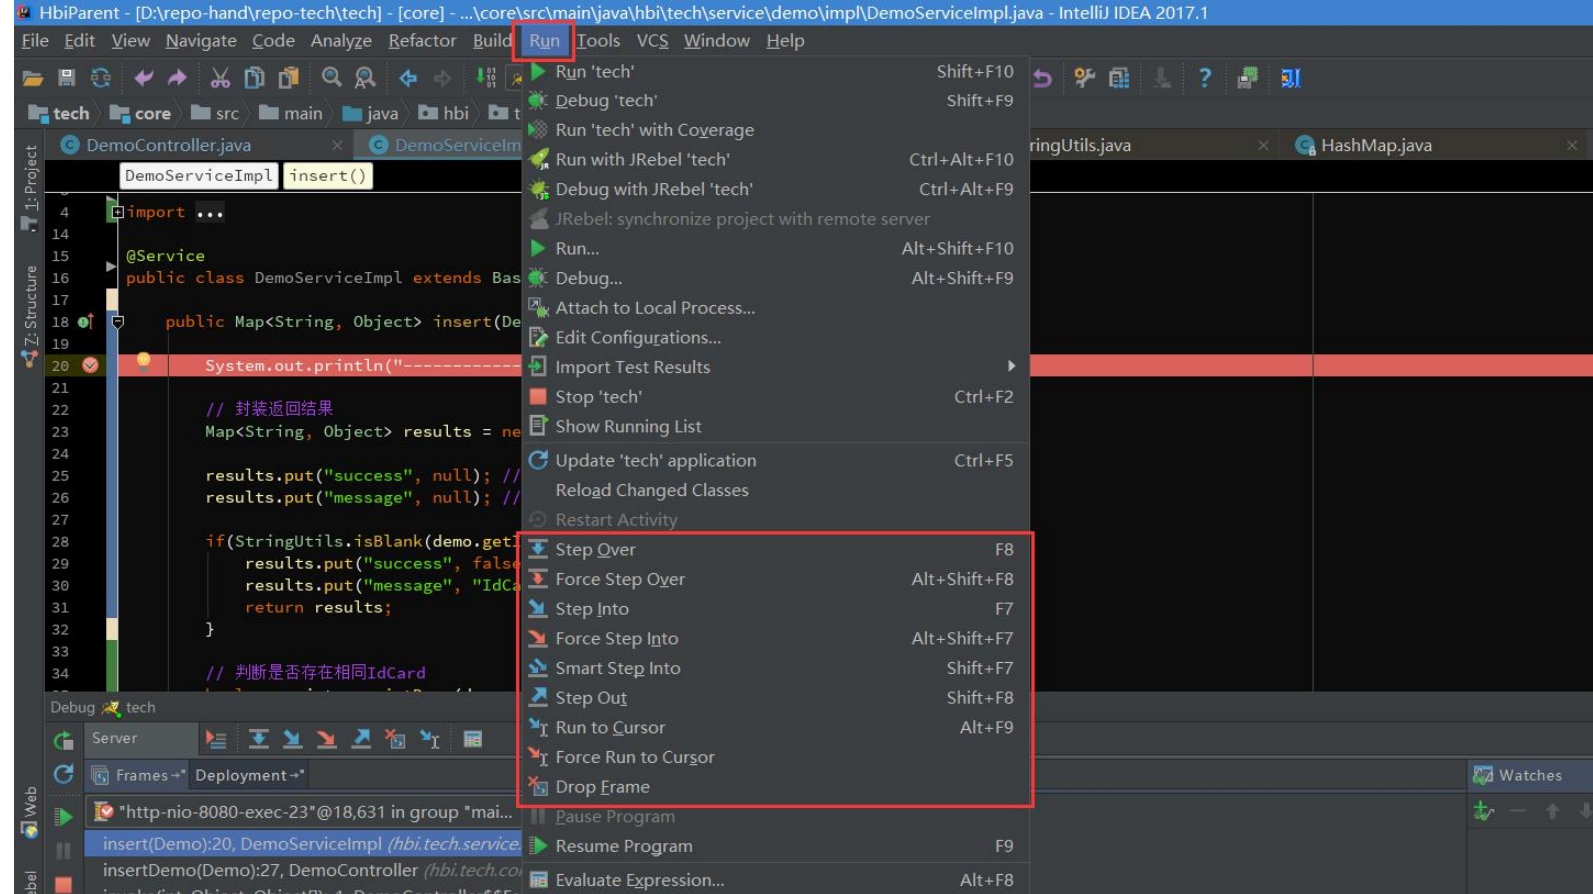 HbiParent - [D:\repo-hand\repo-tech\tech] - [core] - ...\core\src\main\java\hbi\tech\service\demo\impl\DemoServiceImpl.java - IntelliJ IDEA 2017.1
File Edit View Navigate Code Analyze Refactor Build Run Tools VCS Window Help
tech core src main java hbi
DemoController.java
DemoServiceIm
ringUtils.java
HashMap.java
DemoServiceImpl insert()
1: Project
Z: Structure
Web
4 import ...
14
15 @Service
16 public class DemoServiceImpl extends Bas
17
18 public Map<String, Object> insert(De
19
20 System.out.println("------------
21
22 // 封装返回结果
23 Map<String, Object> results = ne
24
25 results.put("success", null); //
26 results.put("message", null); //
27
28 if(StringUtils.isBlank(demo.getI
29 results.put("success", false
30 results.put("message", "IdCa
31 return results;
32 }
33
34 // 判断是否存在相同IdCard
Run 'tech' Shift+F10
Debug 'tech' Shift+F9
Run 'tech' with Coverage
Run with JRebel 'tech' Ctrl+Alt+F10
Debug with JRebel 'tech' Ctrl+Alt+F9
JRebel: synchronize project with remote server
Run... Alt+Shift+F10
Debug... Alt+Shift+F9
Attach to Local Process...
Edit Configurations...
Import Test Results
Stop 'tech' Ctrl+F2
Show Running List
Update 'tech' application Ctrl+F5
Reload Changed Classes
Restart Activity
Step Over F8
Force Step Over Alt+Shift+F8
Step Into F7
Force Step Into Alt+Shift+F7
Smart Step Into Shift+F7
Step Out Shift+F8
Run to Cursor Alt+F9
Force Run to Cursor
Drop Frame
Pause Program
Resume Program F9
Evaluate Expression... Alt+F8
Debug tech
Server
Frames Deployment
Watches
"http-nio-8080-exec-23"@18,631 in group "mai...
insert(Demo):20, DemoServiceImpl (hbi.tech.service.
insertDemo(Demo):27, DemoController (hbi.tech.co